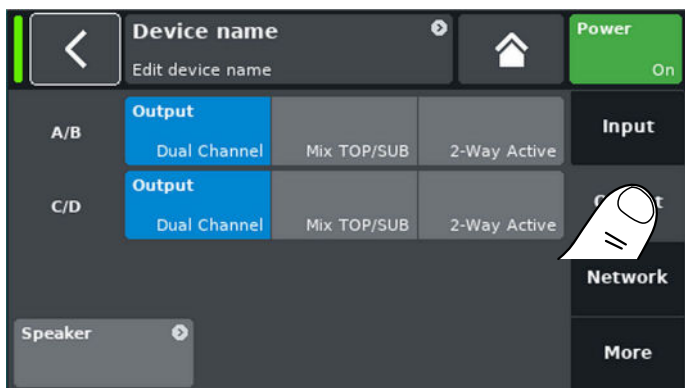 Device name
Edit device name
Power
On
A/B
Output
Dual Channel
Mix TOP/SUB
2-Way Active
Input
C/D
Output
Dual Channel
Mix TOP/SUB
2-Way Active
Network
Speaker
More